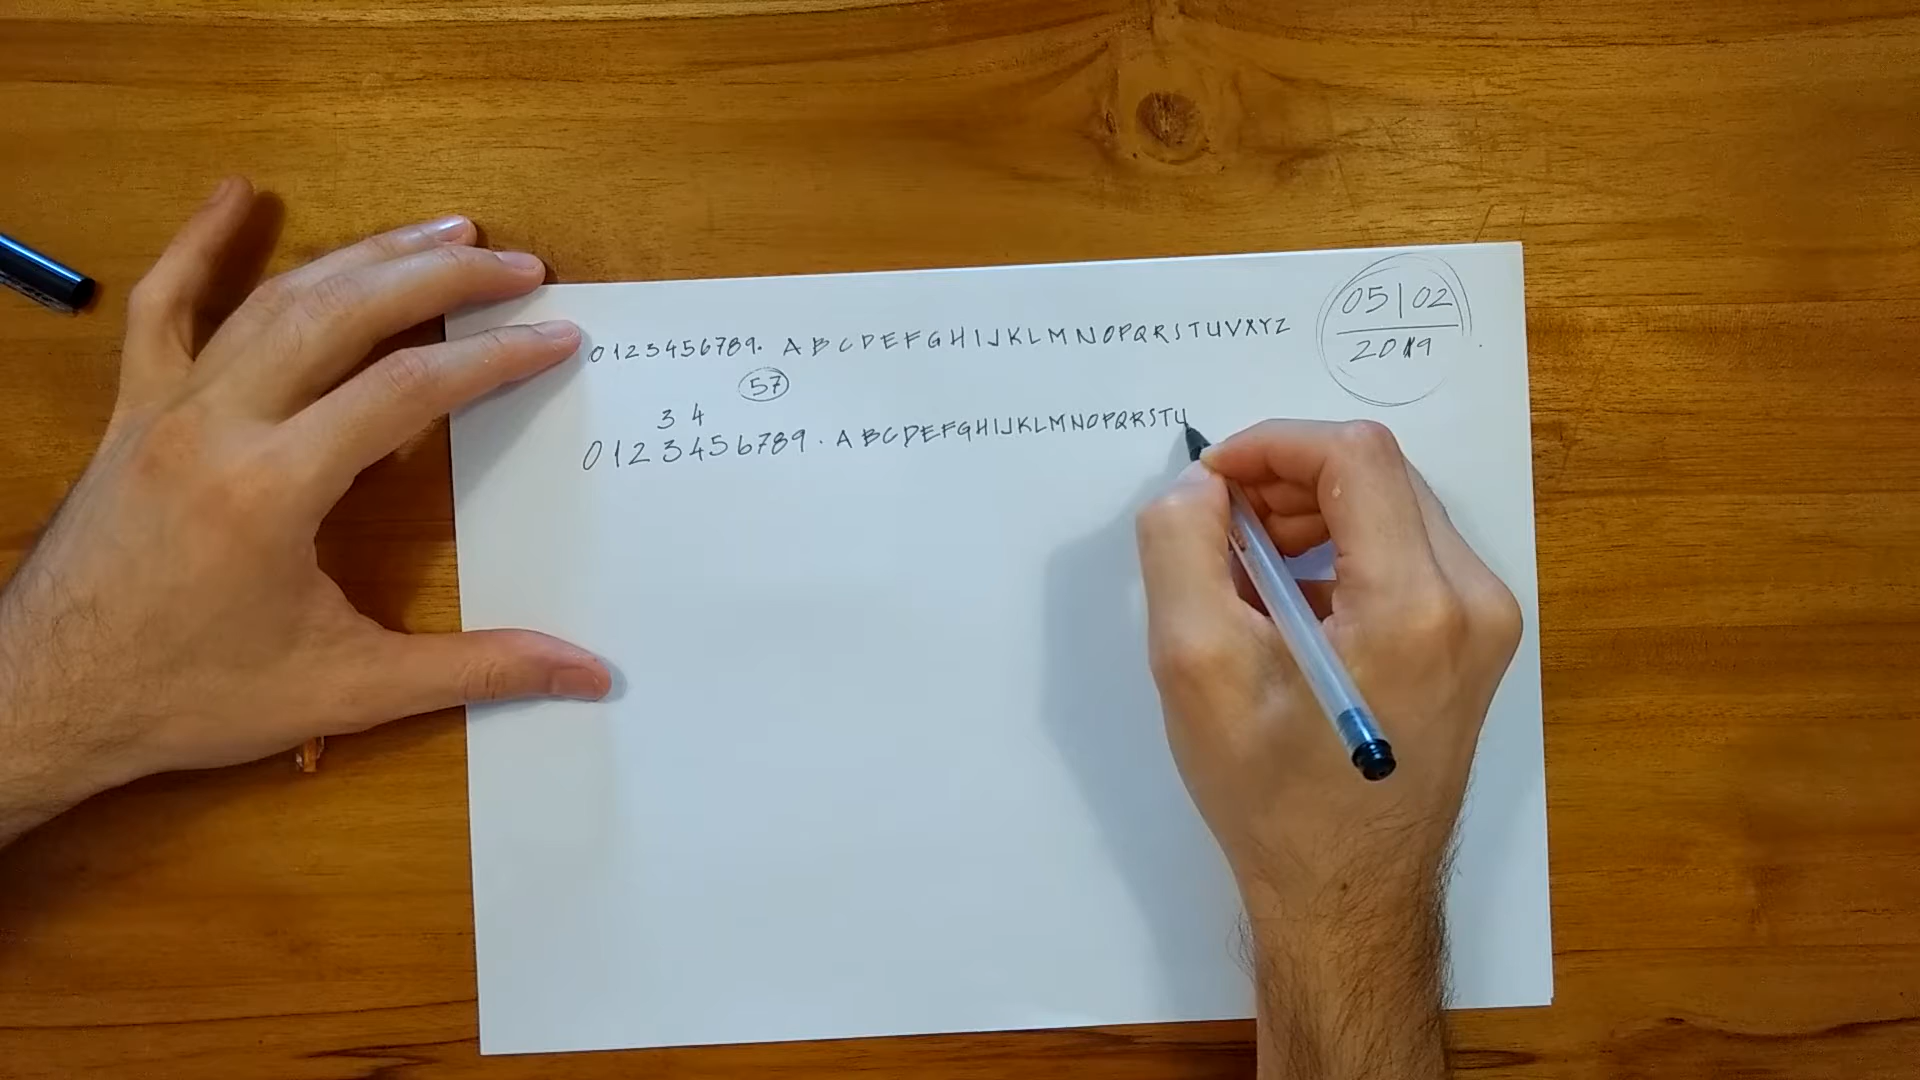 0123456789. ABCDEFGHIJKLMNOPQRSTUVXYZ
05|02
2019
57
3 4
0123456789. ABCDEFGHIJKLMNOPQRSTU